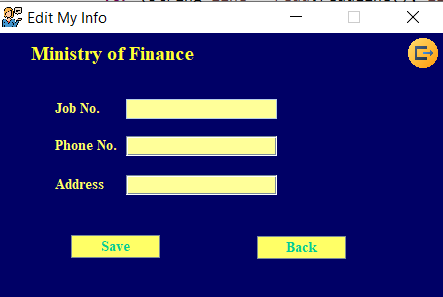 Edit My Info
Ministry of Finance
Job No.
Phone No.
Address
Save
Back